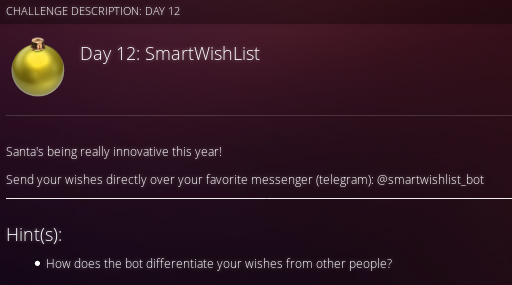 CHALLENGE DESCRIPTION: DAY 12
Day 12: SmartWishList
Santa's being really innovative this year!
Send your wishes directly over your favorite messenger (telegram): @smartwishlist_bot
Hint(s):
• How does the bot differentiate your wishes from other people?